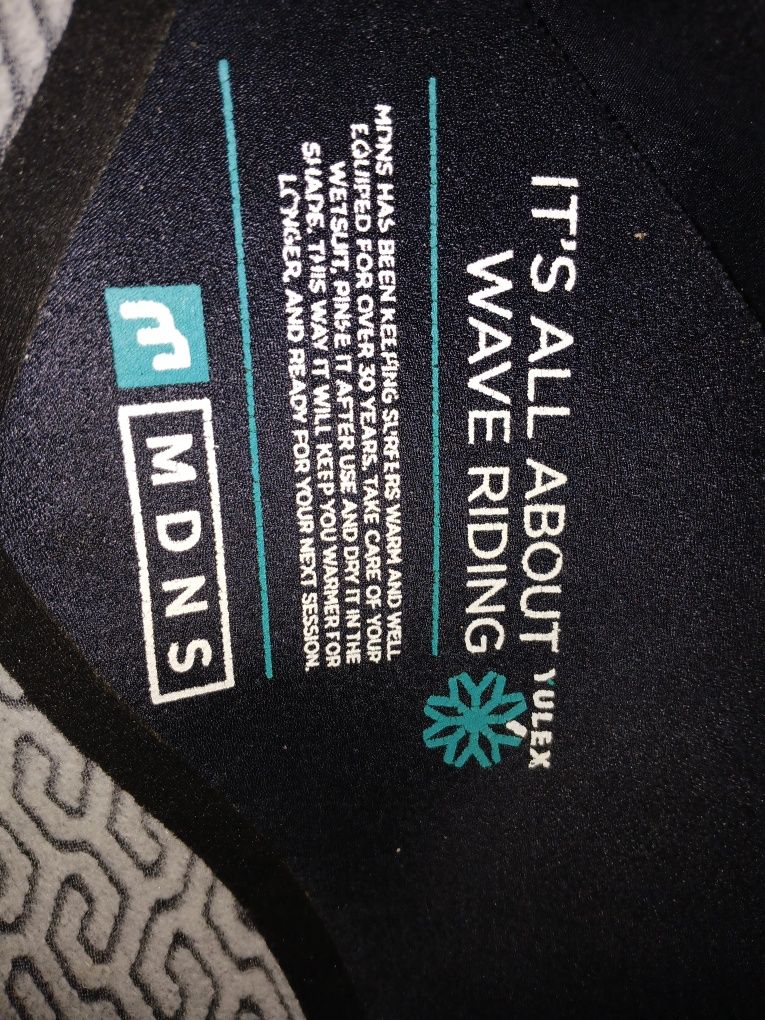 IT'S ALL ABOUT
WAVE RIDING
YULEX
MDNS HAS BEEN KEEPING SURFERS WARM AND WELL
EQUIPED FOR OVER 30 YEARS. TAKE CARE OF YOUR
WETSUIT, RINSE IT AFTER USE AND DRY IT IN THE
SHADE. THIS WAY IT WILL KEEP YOU WARMER FOR
LONGER, AND READY FOR YOUR NEXT SESSION.
m
MDNS